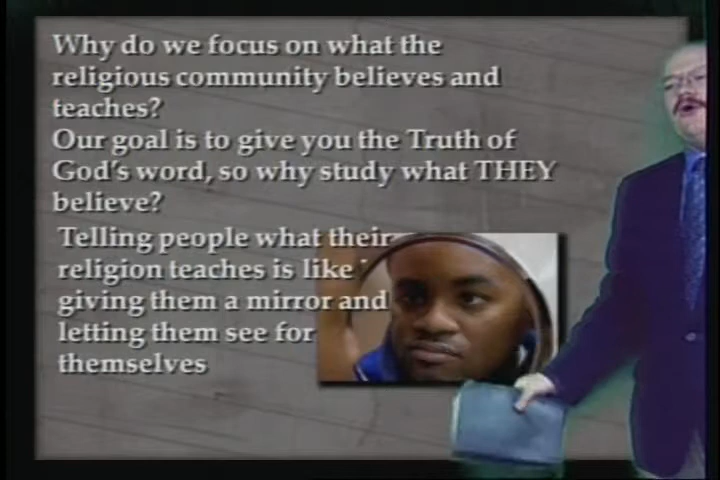 Why do we focus on what the
religious community believes and
teaches?
Our goal is to give you the Truth of
God's word, so why study what THEY
believe?
Telling people what their
religion teaches is like
giving them a mirror and
letting them see for
themselves